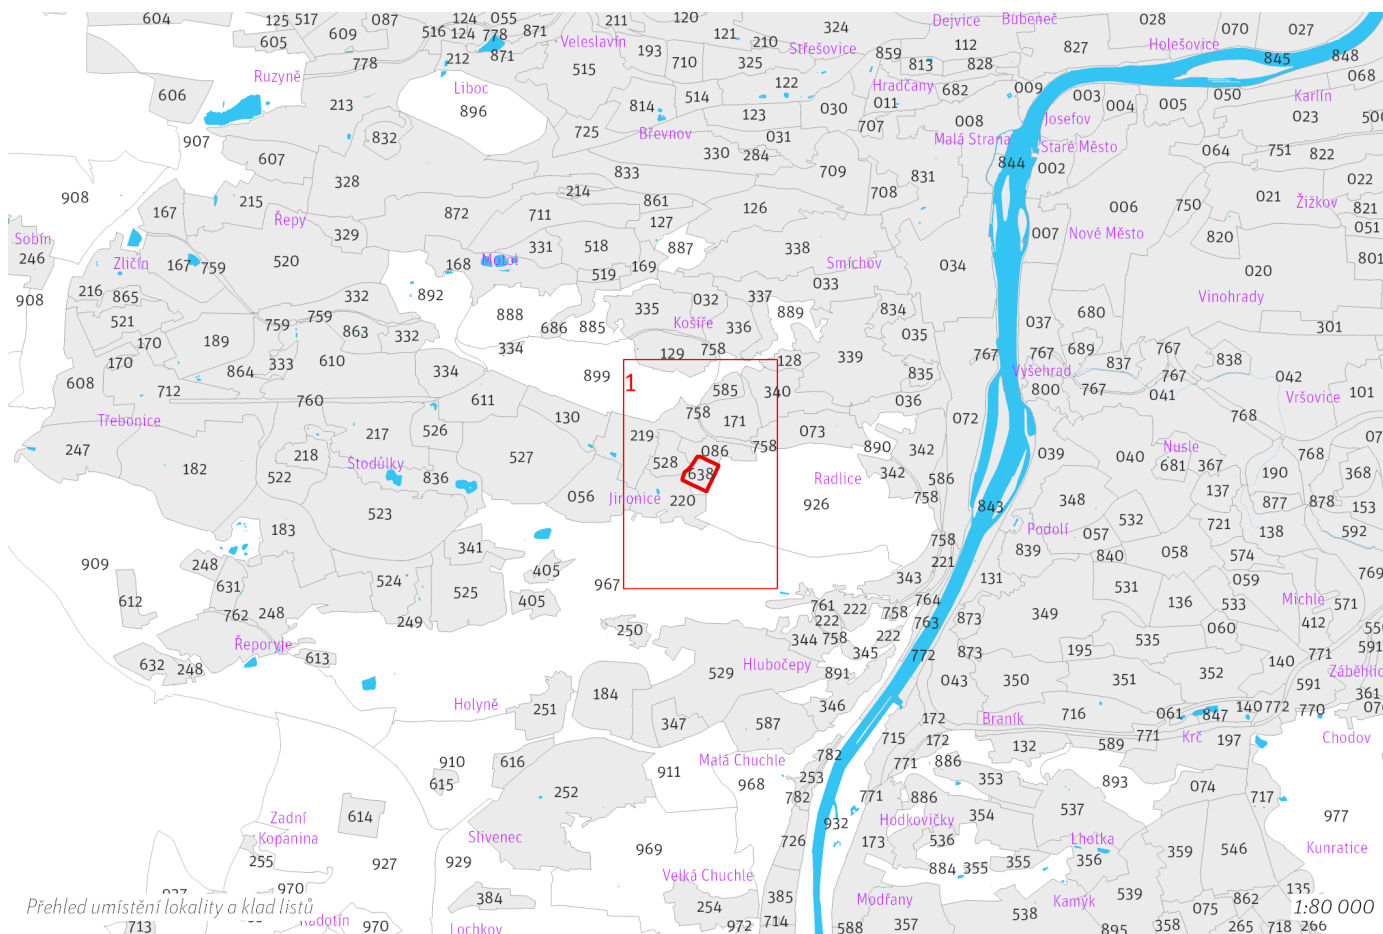 604 125 517 087 124 055 211 120 324 Dejvice Bubeneč 028 070 027
605 609 516 124 778 871 Veleslavín 193 121 210 Střešovice 859 112 827 Holešovice 845 848
Ruzyně 778 212 871 515 710 325 813 828 068
606 213 Liboc 896 814 514 122 Hradčany 682 009 003 004 005 050 Karlín
907 832 725 Břevnov 123 030 011 707 008 Josefov 023
607 330 284 031 Malá Strana Staré Město 064 751 822
908 167 215 328 833 214 861 709 708 831 844 002 022
Řepy 872 711 127 126 006 750 021 Žižkov 821
Sobín 329 331 518 887 338 007 Nové Město 820 051
246 Zličín 167 759 520 168 Motol 519 169 Smíchov 034 020 801
908 216 865 332 892 888 335 032 337 033 Vinohrady
521 170 189 759 759 863 332 334 686 885 Košíře 336 889 834 035 037 680 301
170 864 333 610 334 899 129 758 128 339 767 767 689 837 767 838
608 712 760 611 1 585 340 835 Vyšehrad 800 767 767 041 042 Vršovice 101
Třebonice 217 526 130 758 171 036 072 768
247 182 218 527 219 086 758 073 890 342 039 040 Nusle 768
522 Stodůlky 836 528 638 Radlice 342 586 681 367 190 368
523 056 Jinonice 220 926 758 843 348 137 877 878 153
183 341 758 Podolí 057 532 721 138 592
909 248 405 221 839 840 058 574
612 631 524 525 405 967 343 131 531 059 769
762 248 249 761 222 758 764 873 349 136 533 Michle 571
Řeporyje 250 222 763 060 412
632 248 613 344 758 222 535 591
529 Hlubočepy 345 772 873 195 140 771
184 891 043 350 351 352 591 Záběhlice
Holyně 251 347 587 346 172 Braník 716 061 847 140 772 770 361
910 616 Malá Chuchle 782 715 172 132 589 771 Krč 197 Chodov
615 252 911 968 253 771 886 353 893 074 717
Zadní 614 782 771 886 354 537 977
Kopanina Slivenec 932 Hodkovičky 536 Lhotka
255 927 929 969 726 173 884 355 355 356 359 546 Kunratice
970 384 Velká Chuchle 385 Modřany Kamýk 539 135
Přehled umístění lokality a klad listů 254 538 075 862 1:80 000
713 970 Lochkov 972 714 588 357 895 358 265 718 266